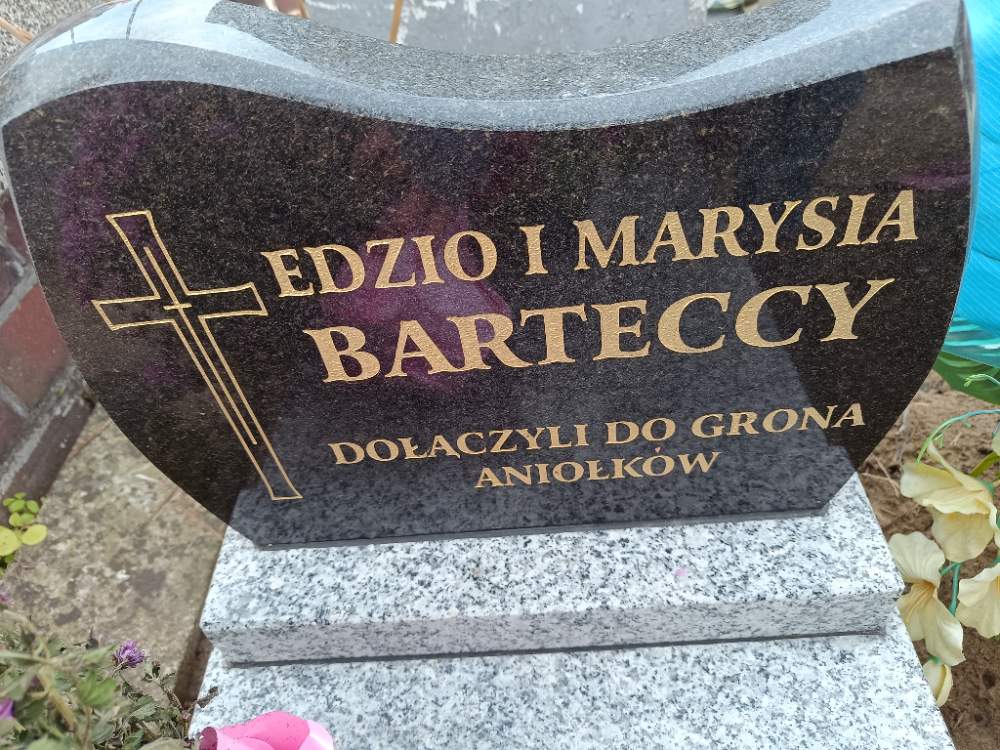 EDZIO I MARYSIA
BARTECCY
DOŁĄCZYLI DO GRONA
ANIOŁKÓW